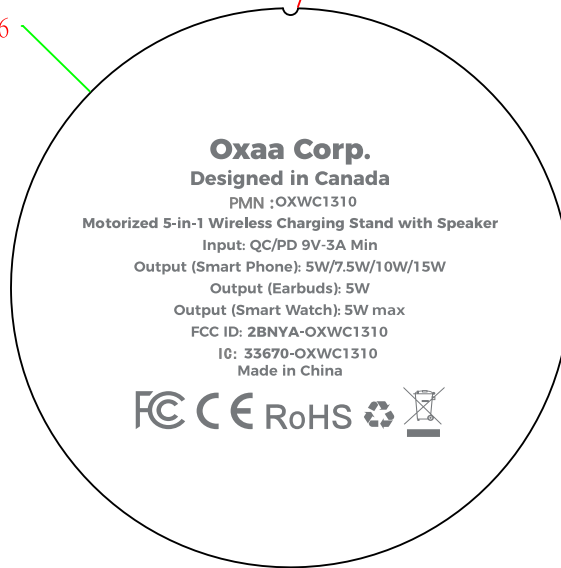 6
Oxaa Corp.
Designed in Canada
PMN :OXWC1310
Motorized 5-in-1 Wireless Charging Stand with Speaker
Input: QC/PD 9V-3A Min
Output (Smart Phone): 5W/7.5W/10W/15W
Output (Earbuds): 5W
Output (Smart Watch): 5W max
FCC ID: 2BNYA-OXWC1310
IC: 33670-OXWC1310
Made in China
FC CE RoHS